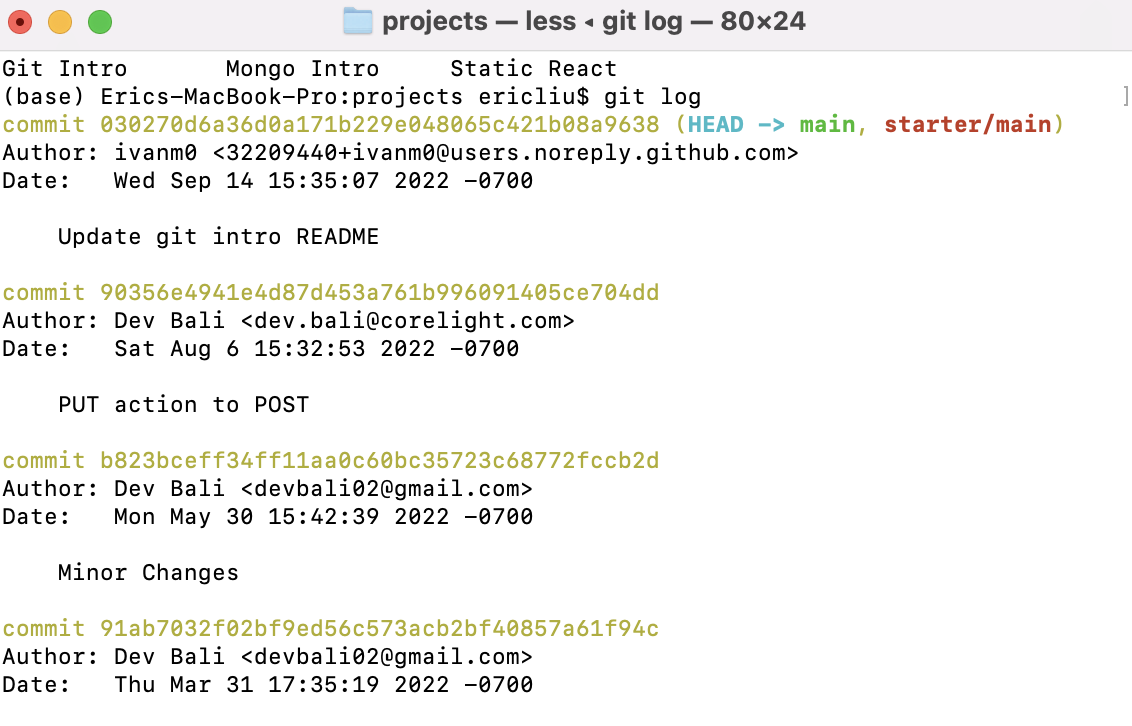 projects — less ◂ git log — 80×24
Git Intro       Mongo Intro     Static React
(base) Erics-MacBook-Pro:projects ericliu$ git log
commit 030270d6a36d0a171b229e048065c421b08a9638 (HEAD -> main, starter/main)
Author: ivanm0 <32209440+ivanm0@users.noreply.github.com>
Date:   Wed Sep 14 15:35:07 2022 -0700
    Update git intro README
commit 90356e4941e4d87d453a761b996091405ce704dd
Author: Dev Bali <dev.bali@corelight.com>
Date:   Sat Aug 6 15:32:53 2022 -0700
    PUT action to POST
commit b823bceff34ff11aa0c60bc35723c68772fccb2d
Author: Dev Bali <devbali02@gmail.com>
Date:   Mon May 30 15:42:39 2022 -0700
    Minor Changes
commit 91ab7032f02bf9ed56c573acb2bf40857a61f94c
Author: Dev Bali <devbali02@gmail.com>
Date:   Thu Mar 31 17:35:19 2022 -0700